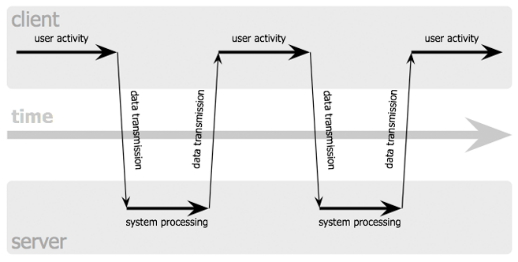 client
user activity
user activity
user activity
data transmission
data transmission
data transmission
data transmission
time
system processing
system processing
server